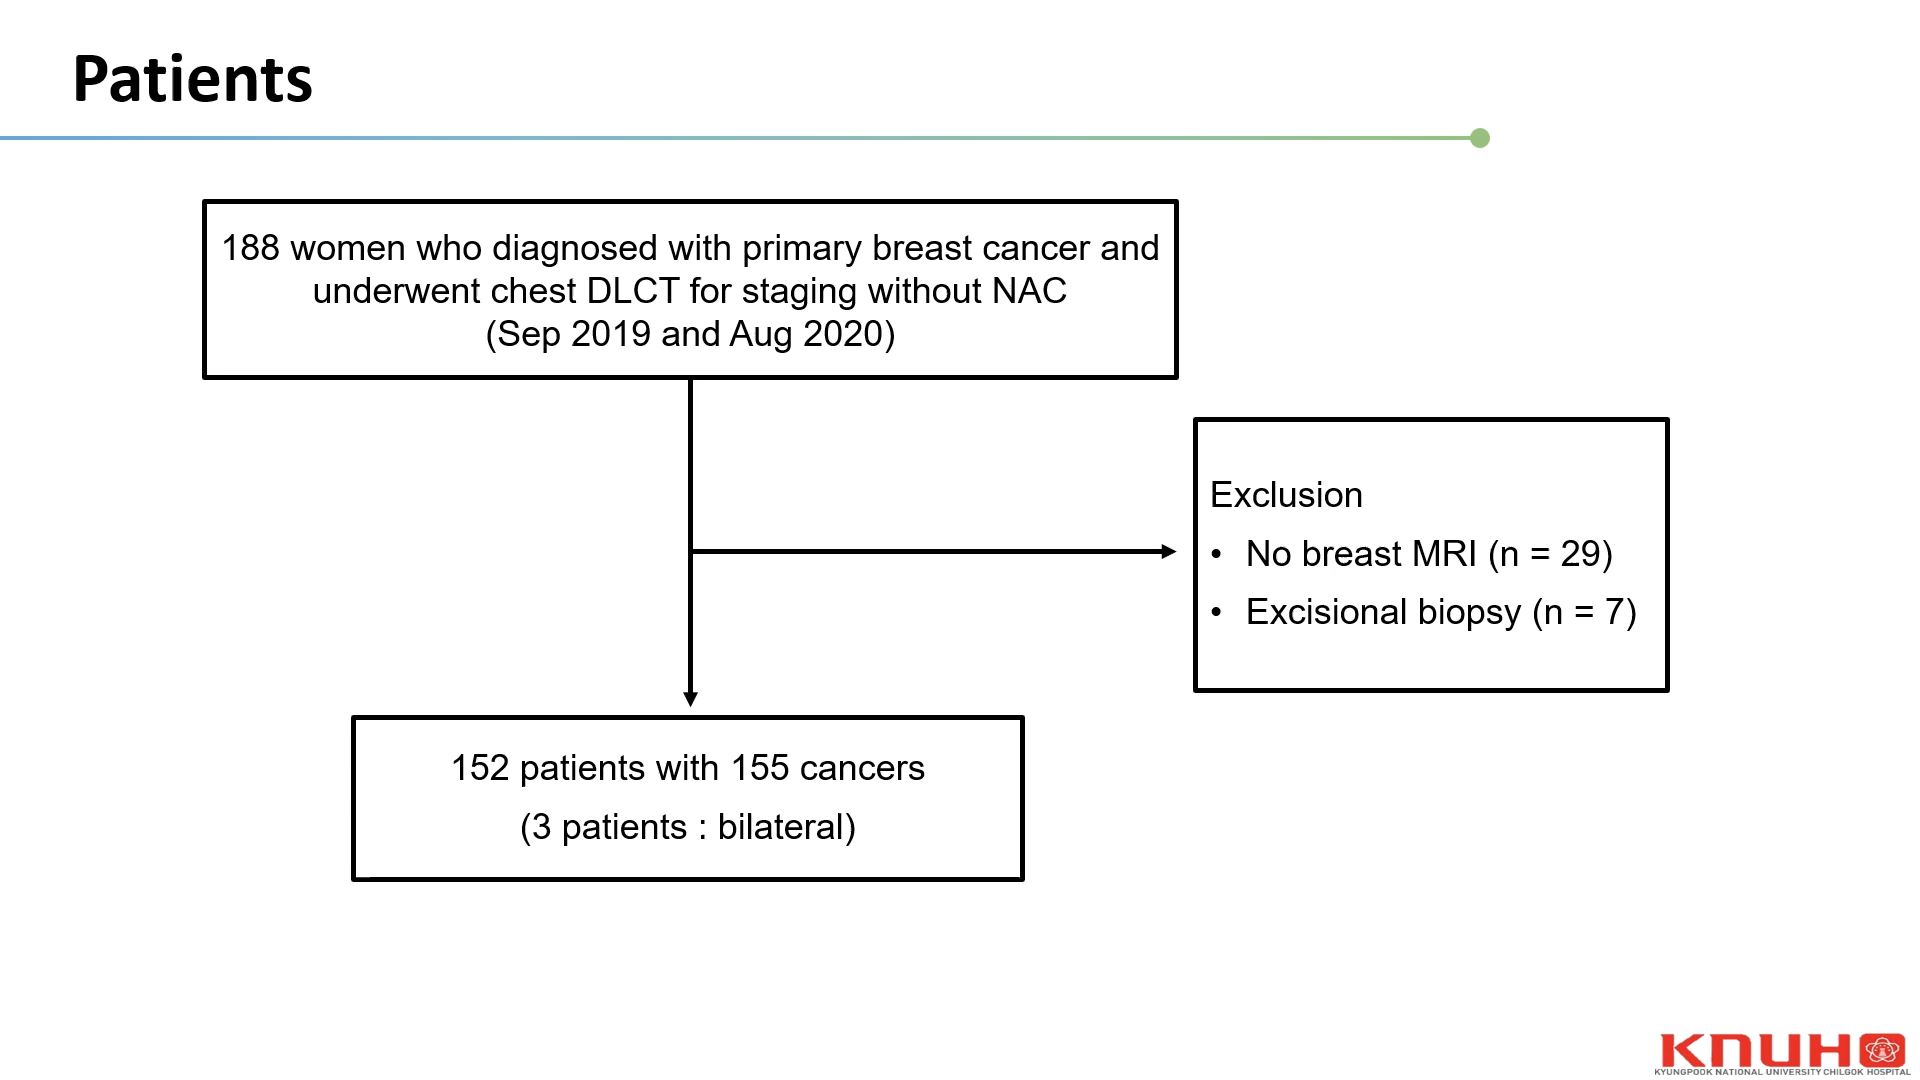 Patients
188 women who diagnosed with primary breast cancer and
underwent chest DLCT for staging without NAC
(Sep 2019 and Aug 2020)
Exclusion
• No breast MRI (n = 29)
• Excisional biopsy (n = 7)
152 patients with 155 cancers
(3 patients : bilateral)
KNUH
KYUNGPOOK NATIONAL UNIVERSITY CHILGOK HOSPITAL